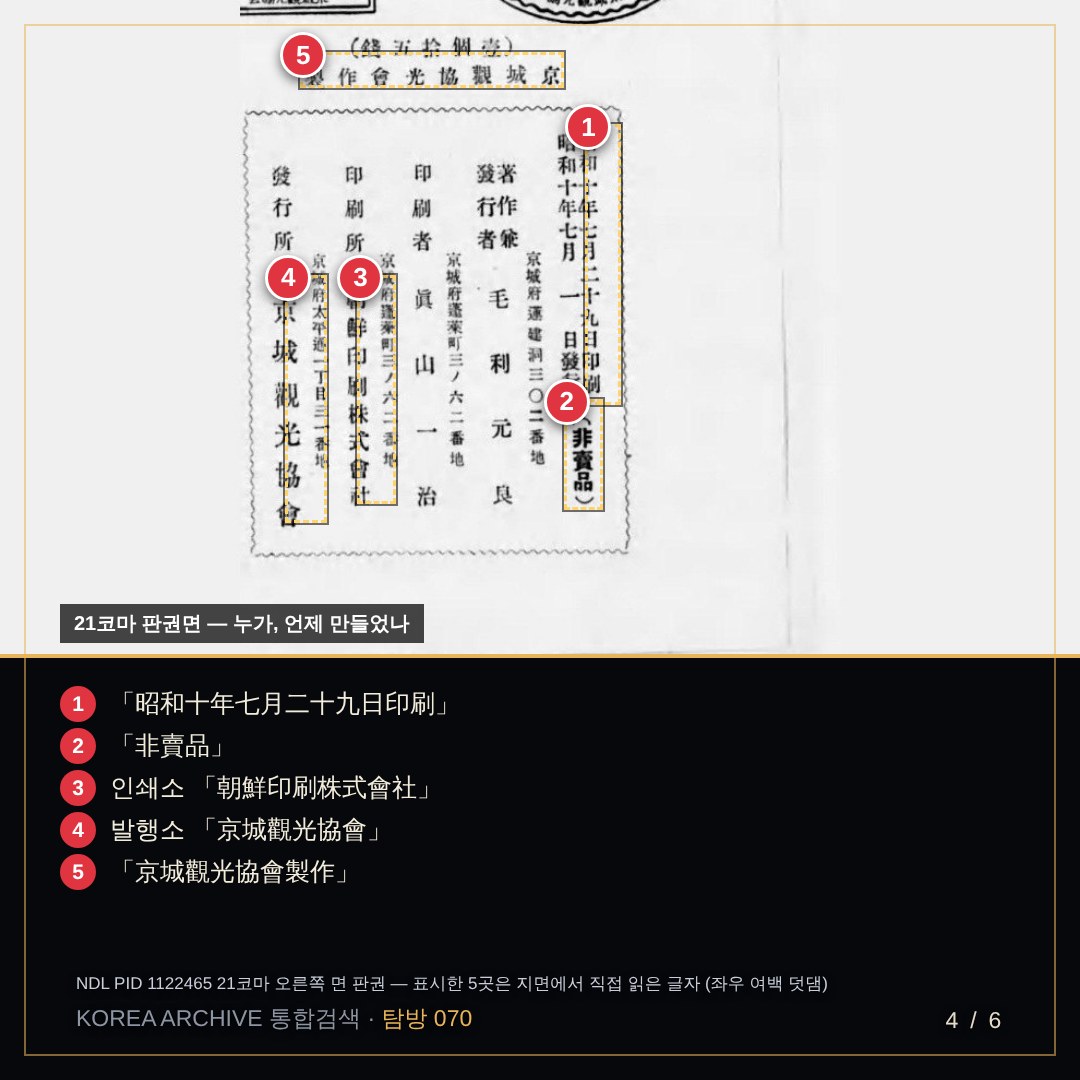 （壹個拾五錢）
京城觀協光會作製
昭和十年七月二十九日印刷
昭和十年七月一日發行
（非賣品）
京城府蓮建洞三〇二番地
著作兼發行者 毛利元良
京城府蓬萊町三ノ六二番地
印刷者 眞山一治
京城府蓬萊町三ノ六二番地
印刷所 朝鮮印刷株式會社
京城府太平通一丁目三一番地
發行所 京城觀光協會
5
1
4
3
2
21코마 판권면 — 누가, 언제 만들었나
1 「昭和十年七月二十九日印刷」
2 「非賣品」
3 인쇄소 「朝鮮印刷株式會社」
4 발행소 「京城觀光協會」
5 「京城觀光協會製作」
NDL PID 1122465 21코마 오른쪽 면 판권 — 표시한 5곳은 지면에서 직접 읽은 글자 (좌우 여백 덧댐)
KOREA ARCHIVE 통합검색 · 탐방 070
4 / 6